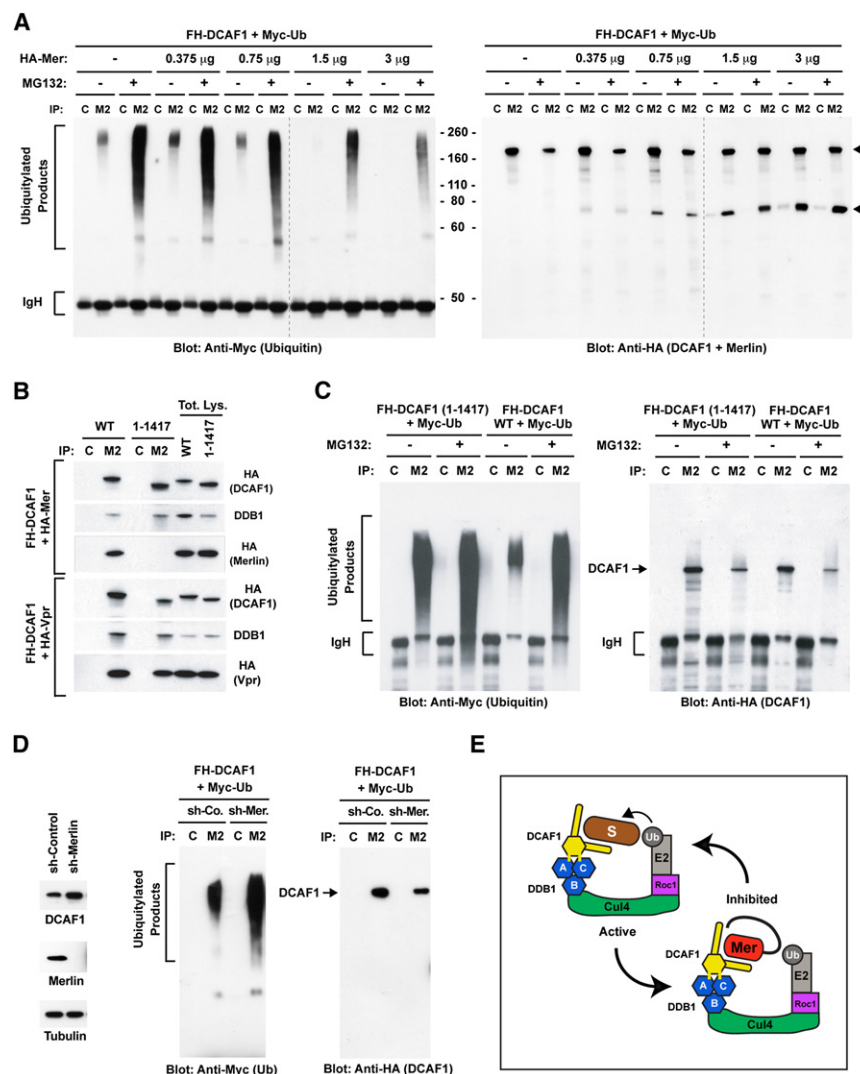 A
FH-DCAF1 + Myc-Ub
HA-Mer: - 0.375 µg 0.75 µg 1.5 µg 3 µg
MG132: - + - + - + - + - +
IP: C M2 C M2 C M2 C M2 C M2 C M2 C M2 C M2 C M2 C M2
Ubiquitylated
Products
IgH
- 260
- 160
- 110
- 80
- 60
- 50
Blot: Anti-Myc (Ubiquitin)
FH-DCAF1 + Myc-Ub
- 0.375 µg 0.75 µg 1.5 µg 3 µg
- + - + - + - + - +
C M2 C M2 C M2 C M2 C M2 C M2 C M2 C M2 C M2 C M2
Blot: Anti-HA (DCAF1 + Merlin)
B
Tot. Lys.
WT 1-1417 WT 1-1417
IP: C M2 C M2
FH-DCAF1
+ HA-Mer
HA
(DCAF1)
DDB1
HA
(Merlin)
FH-DCAF1
+ HA-Vpr
HA
(DCAF1)
DDB1
HA
(Vpr)
C
FH-DCAF1 (1-1417)
+ Myc-Ub
FH-DCAF1
WT + Myc-Ub
MG132: - + - +
IP: C M2 C M2 C M2 C M2
Ubiquitylated
Products
IgH
Blot: Anti-Myc (Ubiquitin)
FH-DCAF1 (1-1417)
+ Myc-Ub
FH-DCAF1
WT + Myc-Ub
- + - +
C M2 C M2 C M2 C M2
DCAF1
IgH
Blot: Anti-HA (DCAF1)
D
sh-Control
sh-Merlin
DCAF1
Merlin
Tubulin
FH-DCAF1
+ Myc-Ub
sh-Co. sh-Mer.
IP: C M2 C M2
Ubiquitylated
Products
Blot: Anti-Myc (Ub)
FH-DCAF1
+ Myc-Ub
sh-Co. sh-Mer.
C M2 C M2
DCAF1
Blot: Anti-HA (DCAF1)
E
DCAF1
S
Ub
E2
A C
B
DDB1
Roc1
Cul4
Active
Inhibited
DCAF1
Mer
Ub
E2
A C
B
DDB1
Roc1
Cul4